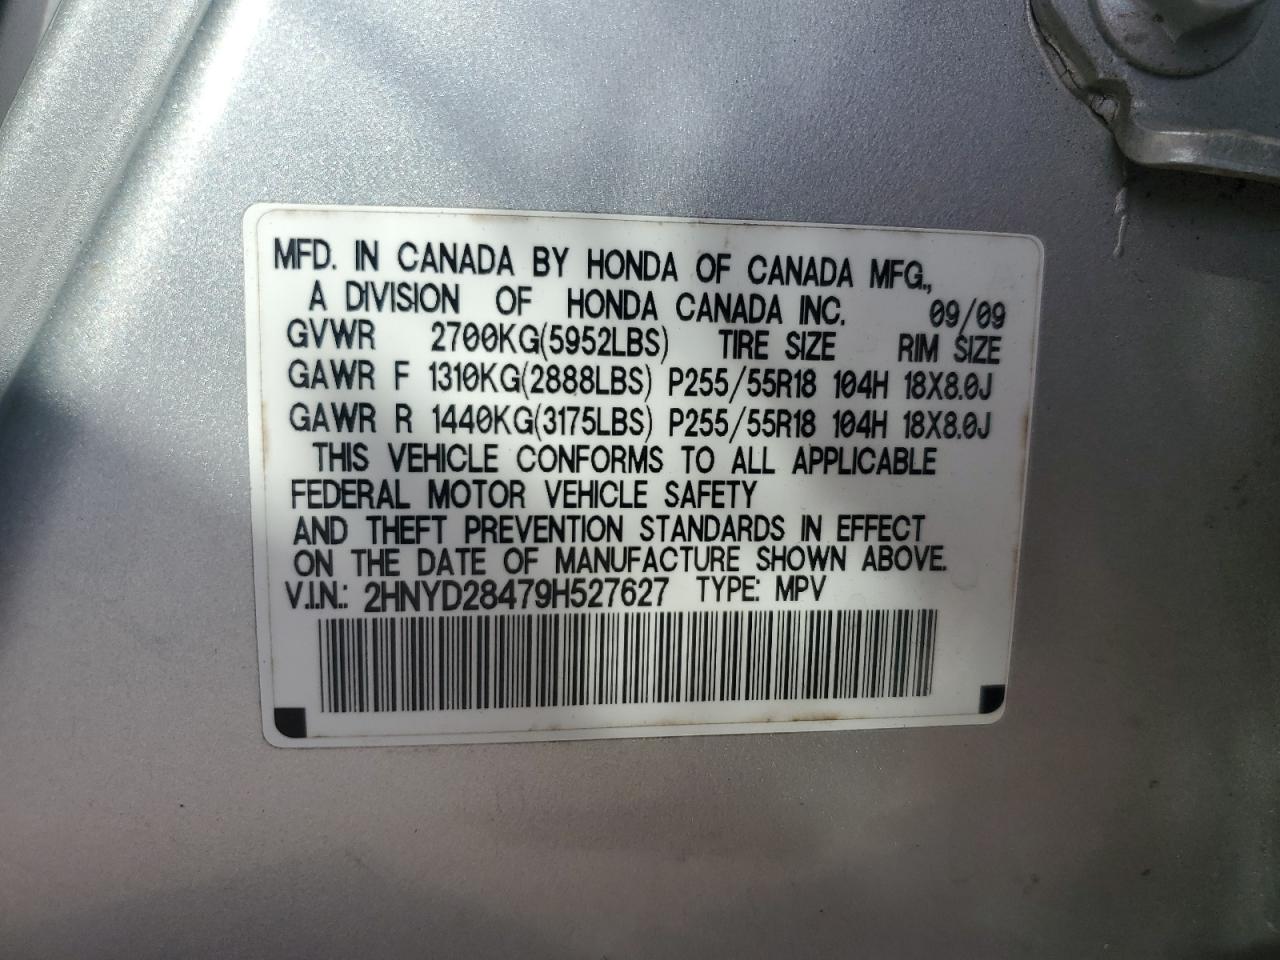 MFD. IN CANADA BY HONDA OF CANADA MFG.,
A DIVISION OF HONDA CANADA INC. 09/09
GVWR 2700KG(5952LBS) TIRE SIZE RIM SIZE
GAWR F 1310KG(2888LBS) P255/55R18 104H 18X8.0J
GAWR R 1440KG(3175LBS) P255/55R18 104H 18X8.0J
THIS VEHICLE CONFORMS TO ALL APPLICABLE
FEDERAL MOTOR VEHICLE SAFETY
AND THEFT PREVENTION STANDARDS IN EFFECT
ON THE DATE OF MANUFACTURE SHOWN ABOVE.
V.I.N.: 2HNYD28479H527627 TYPE: MPV